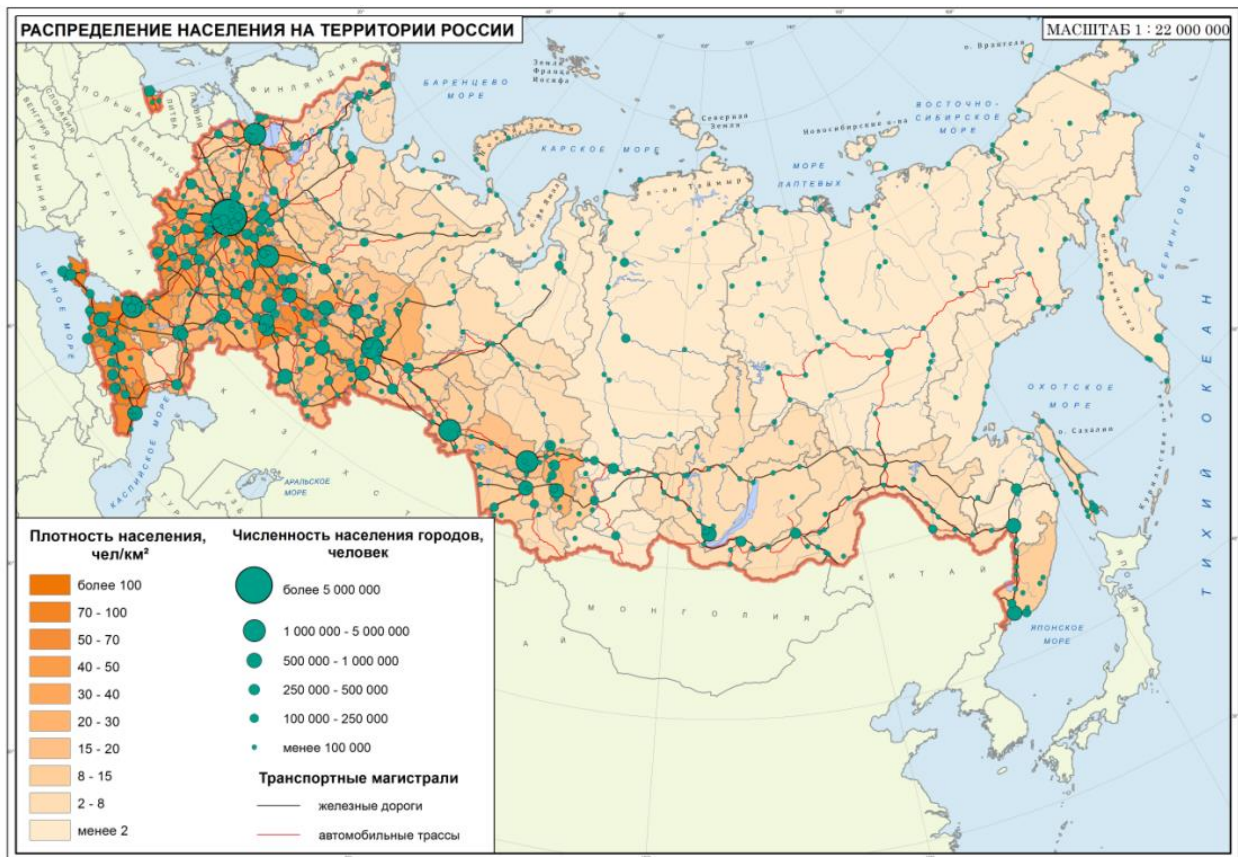 РАСПРЕДЕЛЕНИЕ НАСЕЛЕНИЯ НА ТЕРРИТОРИИ РОССИИ
МАСШТАБ 1 : 22 000 000
БАРЕНЦЕВО
МОРЕ
Земля
Франца
Иосифа
Северная
Земля
КАРСКОЕ МОРЕ
Новосибирские о-ва
о. Врангеля
ВОСТОЧНО-
СИБИРСКОЕ
МОРЕ
МОРЕ
ЛАПТЕВЫХ
п-ов Таймыр
БЕРИНГОВО МОРЕ
п-ов Камчатка
ФИНЛЯНДИЯ
ПОЛЬША
ЛИТВА
ЛАТВИЯ
БЕЛАРУСЬ
ВЕНГРИЯ
СЛОВАКИЯ
РУМЫНИЯ
УКРАИНА
ЧЁРНОЕ МОРЕ
КАСПИЙСКОЕ МОРЕ
АРАЛЬСКОЕ
МОРЕ
ОХОТСКОЕ
МОРЕ
о. Сахалин
Курильские о-ва
ТИХИЙ ОКЕАН
КИТАЙ
МОНГОЛИЯ
ЯПОНИЯ
ЯПОНСКОЕ
МОРЕ
Плотность населения,
чел/км²
более 100
70 - 100
50 - 70
40 - 50
30 - 40
20 - 30
15 - 20
8 - 15
2 - 8
менее 2
Численность населения городов,
человек
более 5 000 000
1 000 000 - 5 000 000
500 000 - 1 000 000
250 000 - 500 000
100 000 - 250 000
менее 100 000
Транспортные магистрали
железные дороги
автомобильные трассы